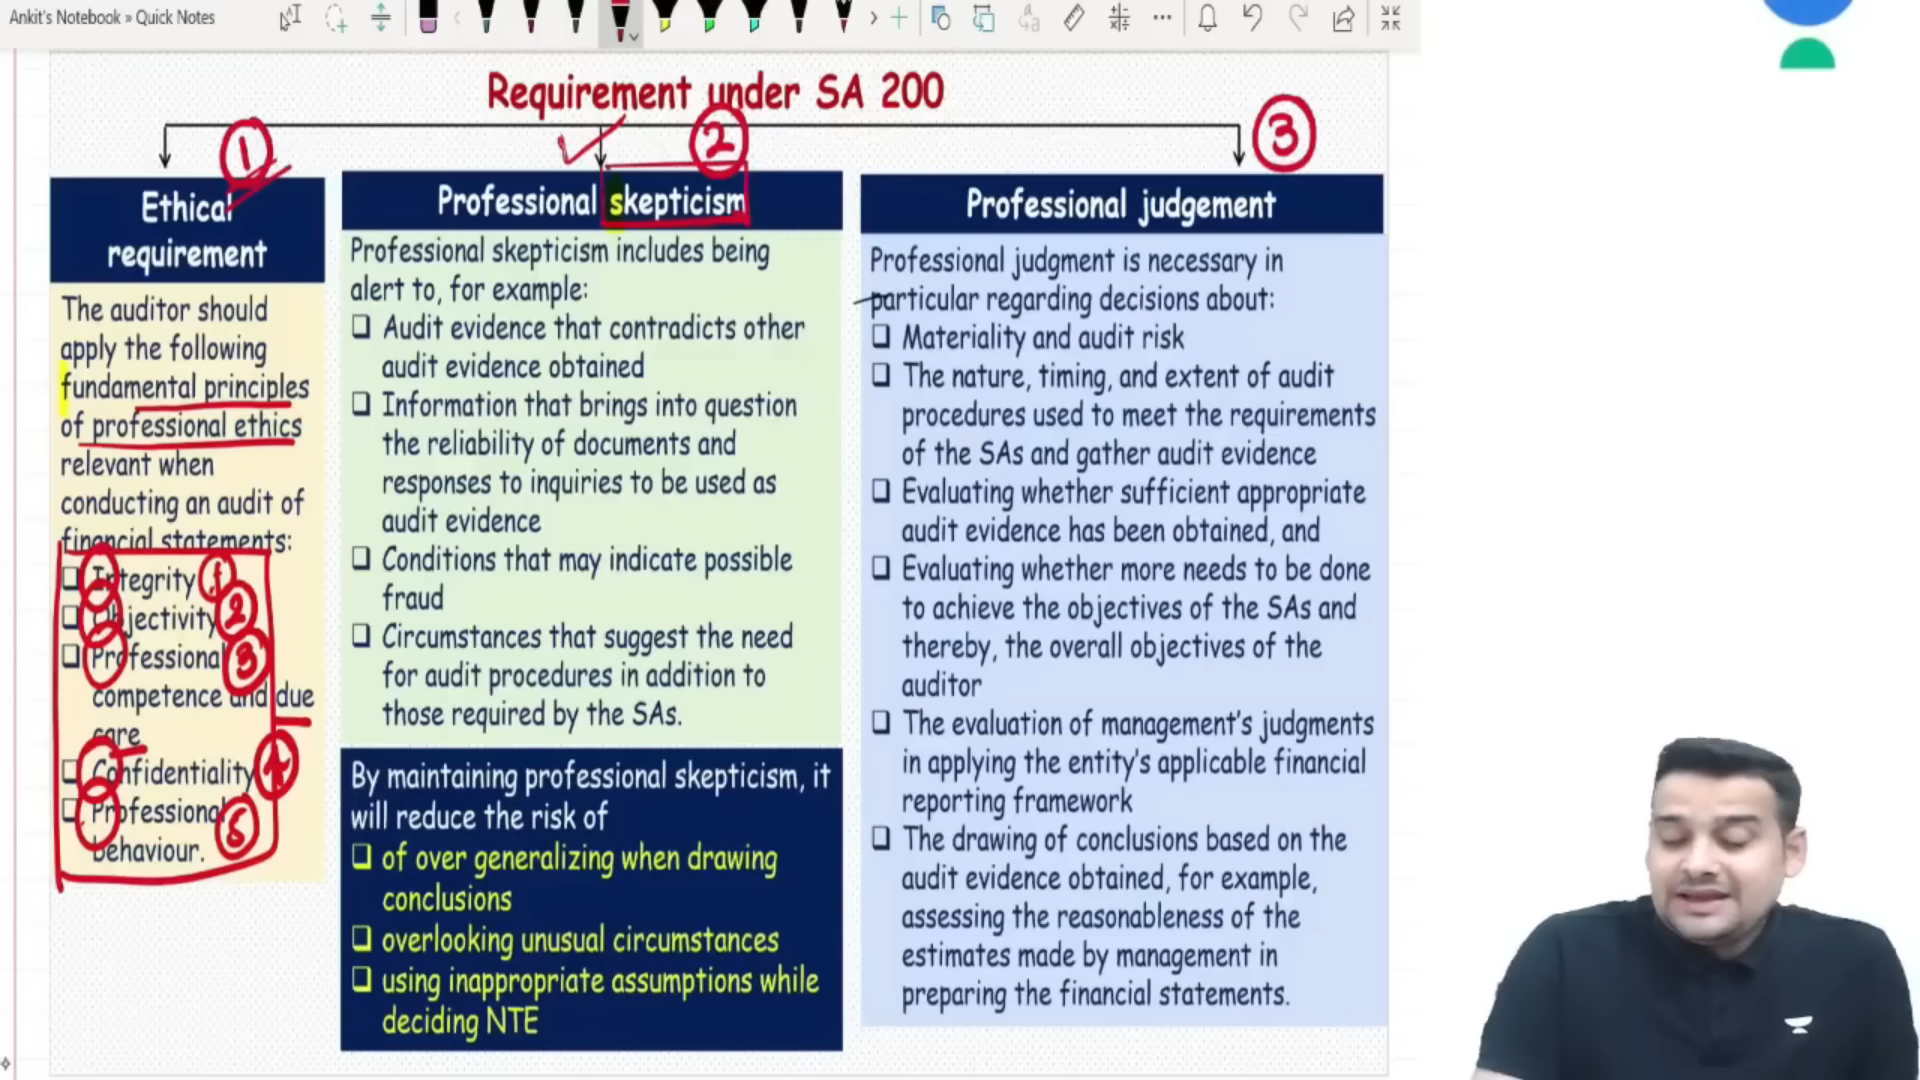 Ankit's Notebook » Quick Notes
Requirement under SA 200
1
2
3
Ethical
requirement
The auditor should
apply the following
fundamental principles
of professional ethics
relevant when
conducting an audit of
financial statements:
❑ Integrity 1
❑ Objectivity 2
❑ Professional 3
competence and due
care
❑ Confidentiality 4
❑ Professional
behaviour. 5
Professional skepticism
Professional skepticism includes being
alert to, for example:
❑ Audit evidence that contradicts other
audit evidence obtained
❑ Information that brings into question
the reliability of documents and
responses to inquiries to be used as
audit evidence
❑ Conditions that may indicate possible
fraud
❑ Circumstances that suggest the need
for audit procedures in addition to
those required by the SAs.
By maintaining professional skepticism, it
will reduce the risk of
❑ of over generalizing when drawing
conclusions
❑ overlooking unusual circumstances
❑ using inappropriate assumptions while
deciding NTE
Professional judgement
Professional judgment is necessary in
particular regarding decisions about:
❑ Materiality and audit risk
❑ The nature, timing, and extent of audit
procedures used to meet the requirements
of the SAs and gather audit evidence
❑ Evaluating whether sufficient appropriate
audit evidence has been obtained, and
❑ Evaluating whether more needs to be done
to achieve the objectives of the SAs and
thereby, the overall objectives of the
auditor
❑ The evaluation of management's judgments
in applying the entity's applicable financial
reporting framework
❑ The drawing of conclusions based on the
audit evidence obtained, for example,
assessing the reasonableness of the
estimates made by management in
preparing the financial statements.